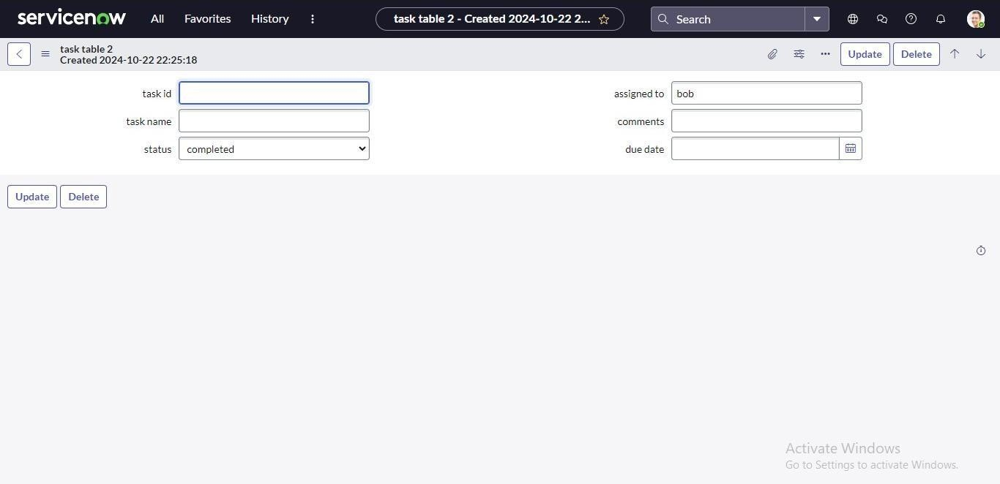 servicenow All Favorites History task table 2 - Created 2024-10-22 2... Search
task table 2
Created 2024-10-22 22:25:18
Update Delete
task id
assigned to bob
task name
comments
status completed
due date
Update Delete
Activate Windows
Go to Settings to activate Windows.